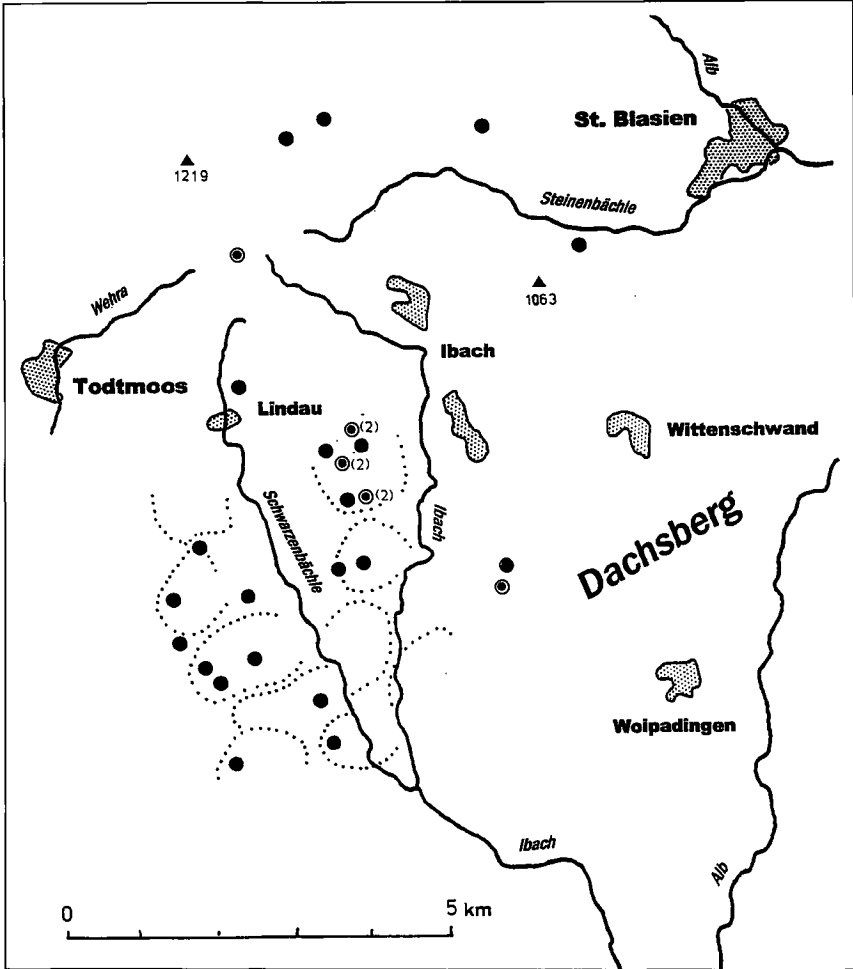 Alb
St. Blasien
1219
Steinenbächle
Wehra
1063
Ibach
Todtmoos
Lindau
(2)
Wittenschwand
(2)
Schwarzenbächle
(2)
Ibach
Dachsberg
Woipadingen
Ibach
Alb
0
5 km